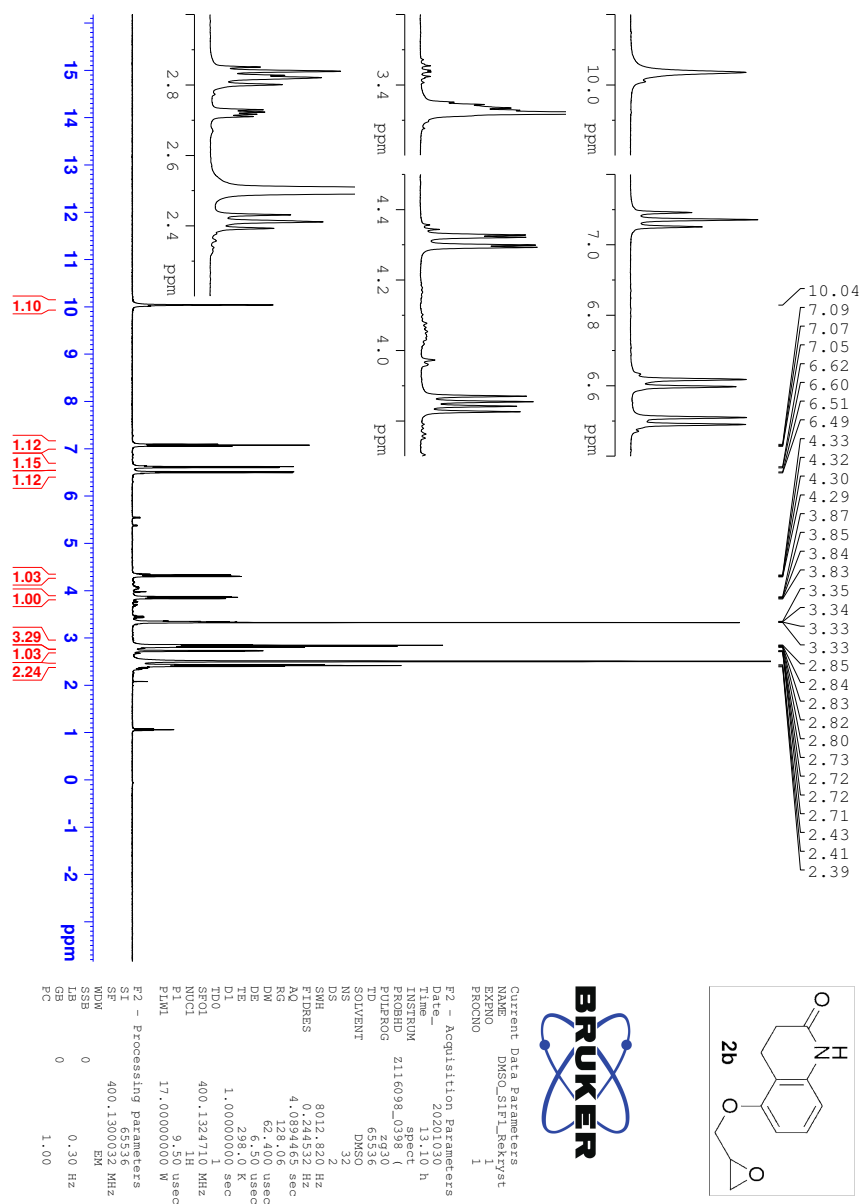 10.04
7.09
7.07
7.05
6.62
6.60
6.51
6.49
4.33
4.32
4.30
4.29
3.87
3.85
3.84
3.83
3.35
3.34
3.33
3.33
2.85
2.84
2.83
2.82
2.80
2.73
2.72
2.72
2.71
2.43
2.41
2.39
10.0 ppm
7.0 6.8 6.6
3.4 ppm
4.4 4.2 4.0 ppm
2.8 2.6 2.4 ppm
15 14 13 12 11 10 9 8 7 6 5 4 3 2 1 0 -1 -2 ppm
1.10
1.12
1.15
1.12
1.03
1.00
3.29
1.03
2.24
O
N
H
O
O
2b
BRUKER
Current Data Parameters
NAME DMSO_S1F1_Rekryst
EXPNO 1
PROCNO 1
F2 - Acquisition Parameters
Date_ 20201030
Time 13.10 h
INSTRUM spect
PROBHD Z116098_0398 (
PULPROG zg30
TD 65536
SOLVENT DMSO
NS 32
DS 2
SWH 8012.820 Hz
FIDRES 0.244532 Hz
AQ 4.0894465 sec
RG 128.06
DW 62.400 usec
DE 6.50 usec
TE 298.0 K
D1 1.00000000 sec
TD0 1
SFO1 400.1324710 MHz
NUC1 1H
P1 9.50 usec
PLW1 17.00000000 W
F2 - Processing parameters
SI 65536
SF 400.1300032 MHz
WDW EM
SSB 0
LB 0.30 Hz
GB 0
PC 1.00